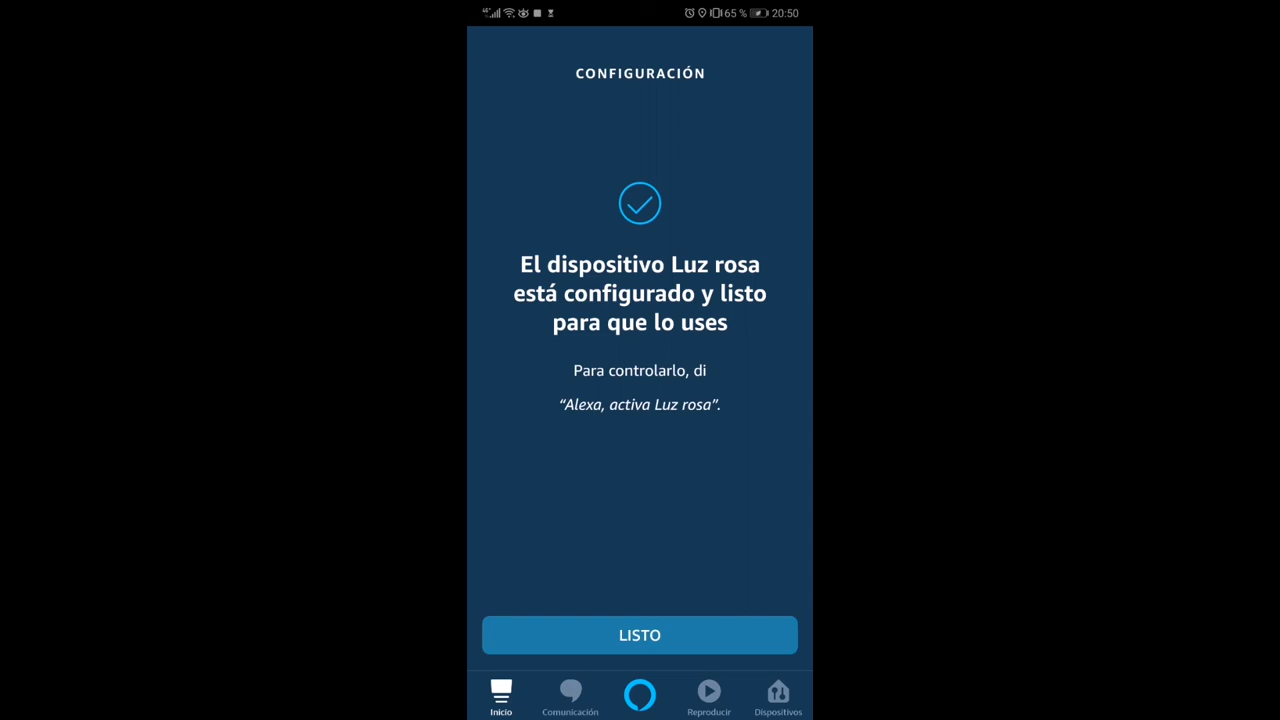 65 % 20:50
CONFIGURACIÓN
El dispositivo Luz rosa
está configurado y listo
para que lo uses
Para controlarlo, di
“Alexa, activa Luz rosa”.
LISTO
Inicio Comunicación Reproducir Dispositivos